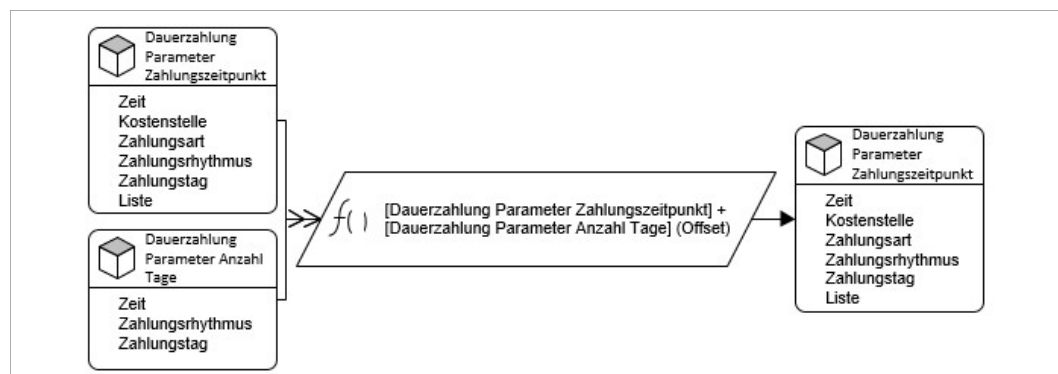 Dauerzahlung
Parameter
Zahlungszeitpunkt
Zeit
Kostenstelle
Zahlungsart
Zahlungsrhythmus
Zahlungstag
Liste
Dauerzahlung
Parameter Anzahl
Tage
Zeit
Zahlungsrhythmus
Zahlungstag
f( ) [Dauerzahlung Parameter Zahlungszeitpunkt] +
[Dauerzahlung Parameter Anzahl Tage] (Offset)
Dauerzahlung
Parameter
Zahlungszeitpunkt
Zeit
Kostenstelle
Zahlungsart
Zahlungsrhythmus
Zahlungstag
Liste